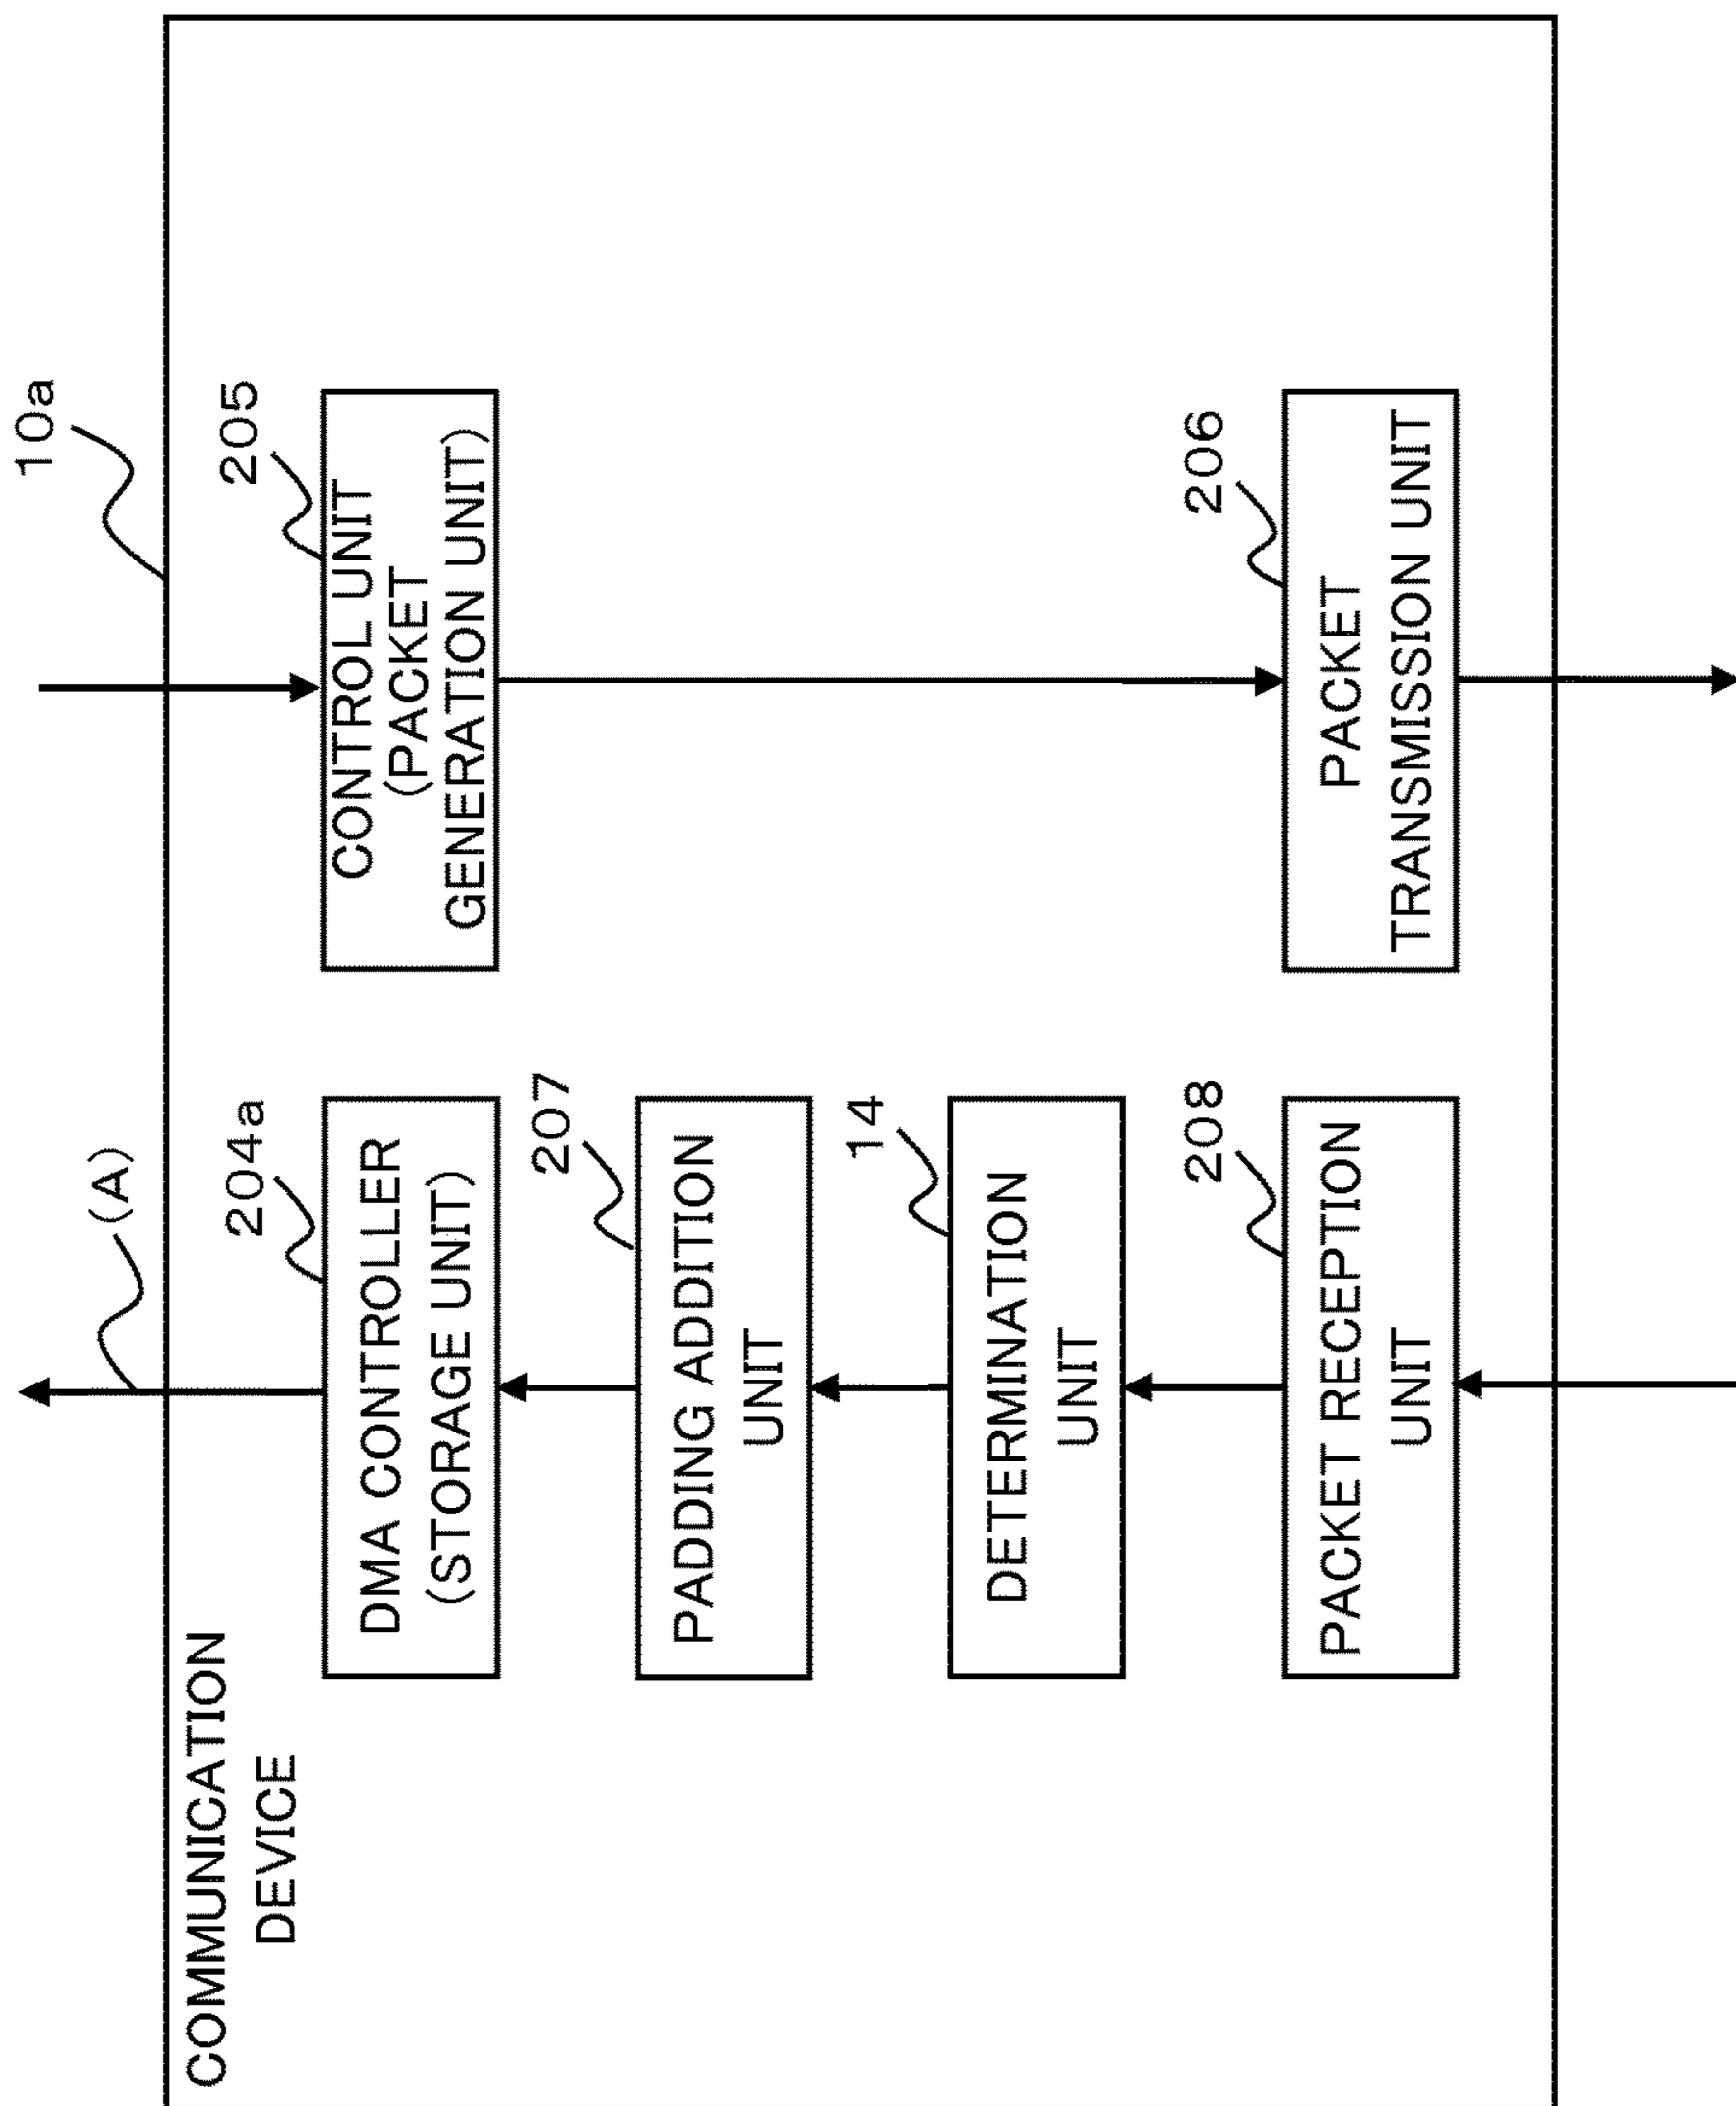 10a
COMMUNICATION
DEVICE
(A)
204a
DMA CONTROLLER
(STORAGE UNIT)
205
CONTROL UNIT
(PACKET
GENERATION UNIT)
207
PADDING ADDITION
UNIT
14
DETERMINATION
UNIT
208
PACKET RECEPTION
UNIT
206
PACKET
TRANSMISSION UNIT